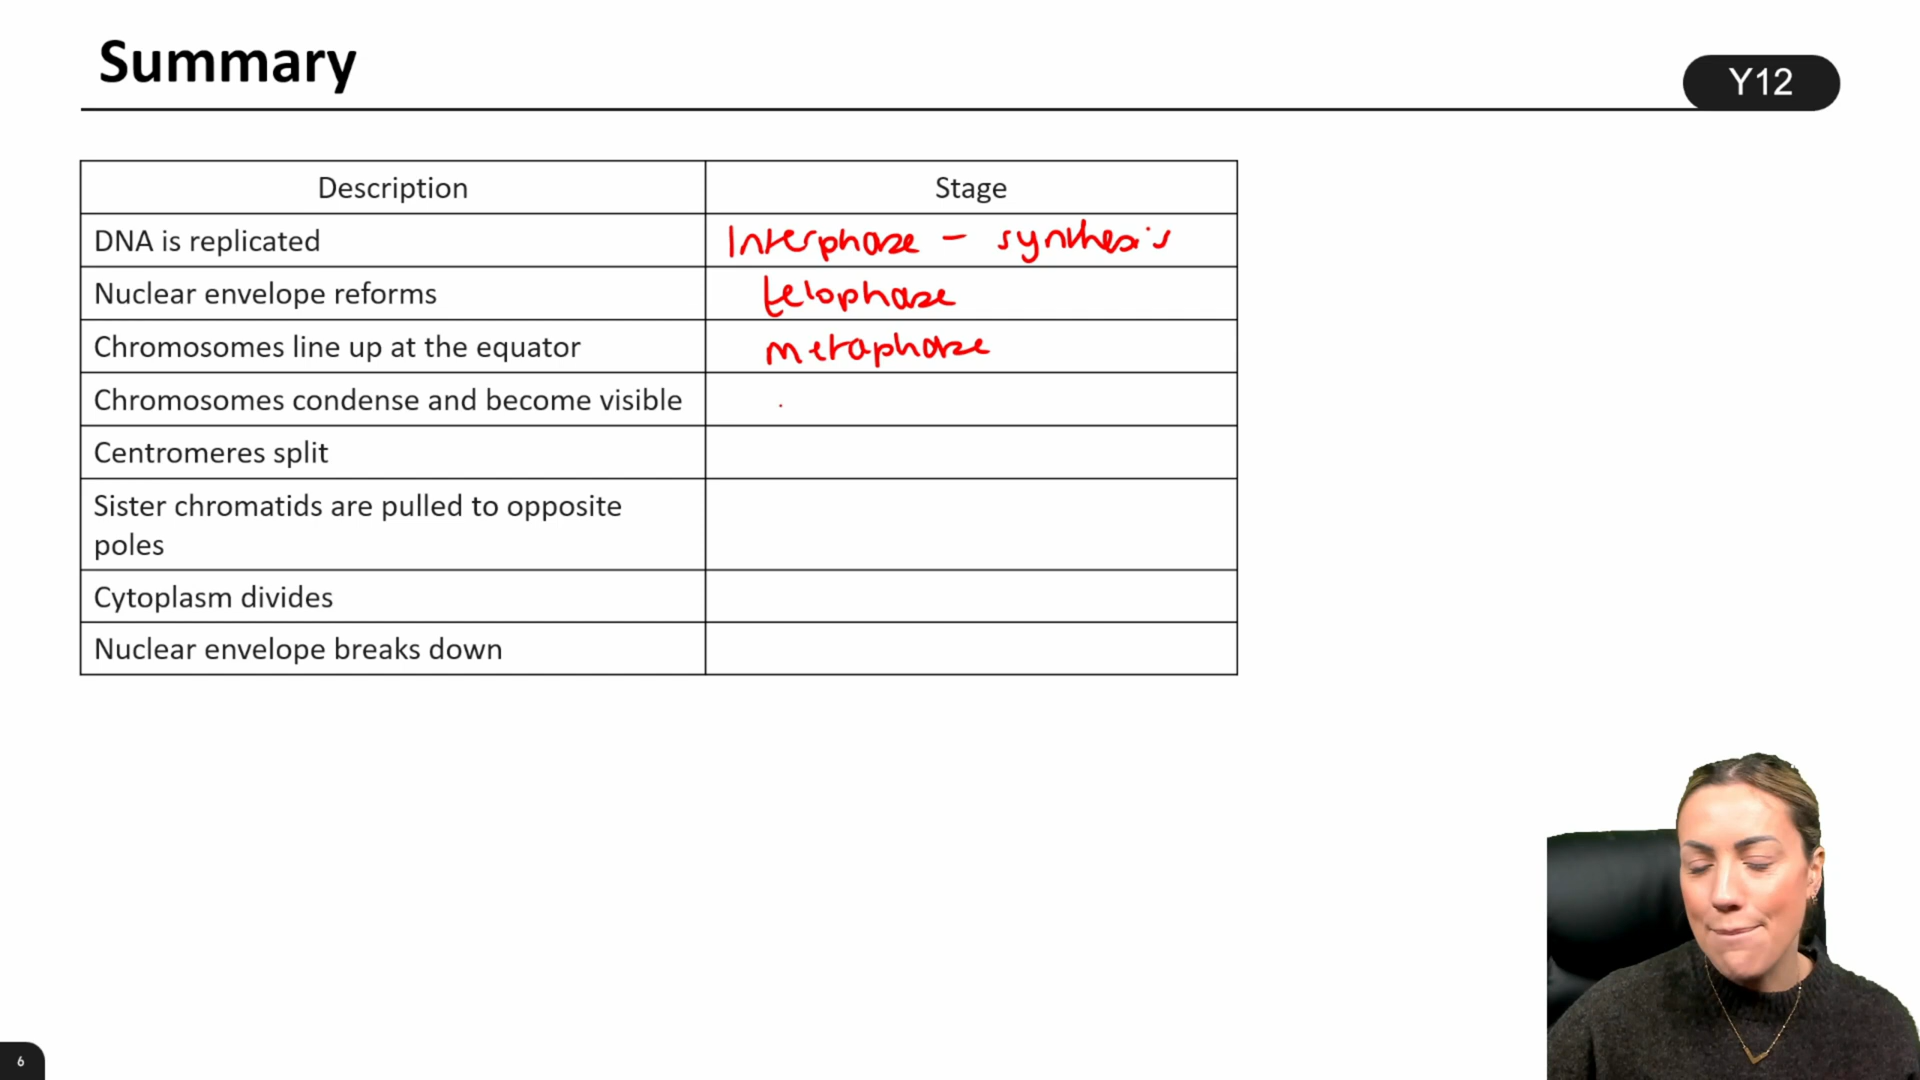 Summary
Y12
Description Stage
DNA is replicated Interphase - synthesis
Nuclear envelope reforms telophase
Chromosomes line up at the equator metaphase
Chromosomes condense and become visible
Centromeres split
Sister chromatids are pulled to opposite
poles
Cytoplasm divides
Nuclear envelope breaks down
6